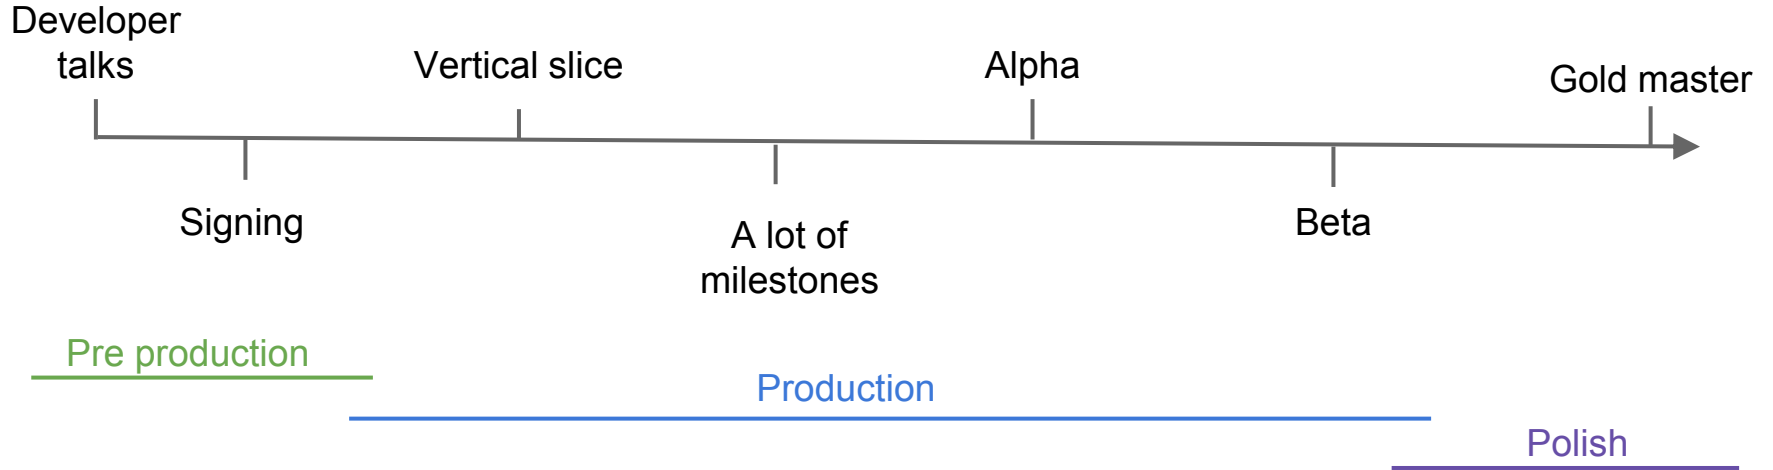 Developer
talks
Vertical slice
Alpha
Gold master
Signing
A lot of
milestones
Beta
Pre production
Production
Polish